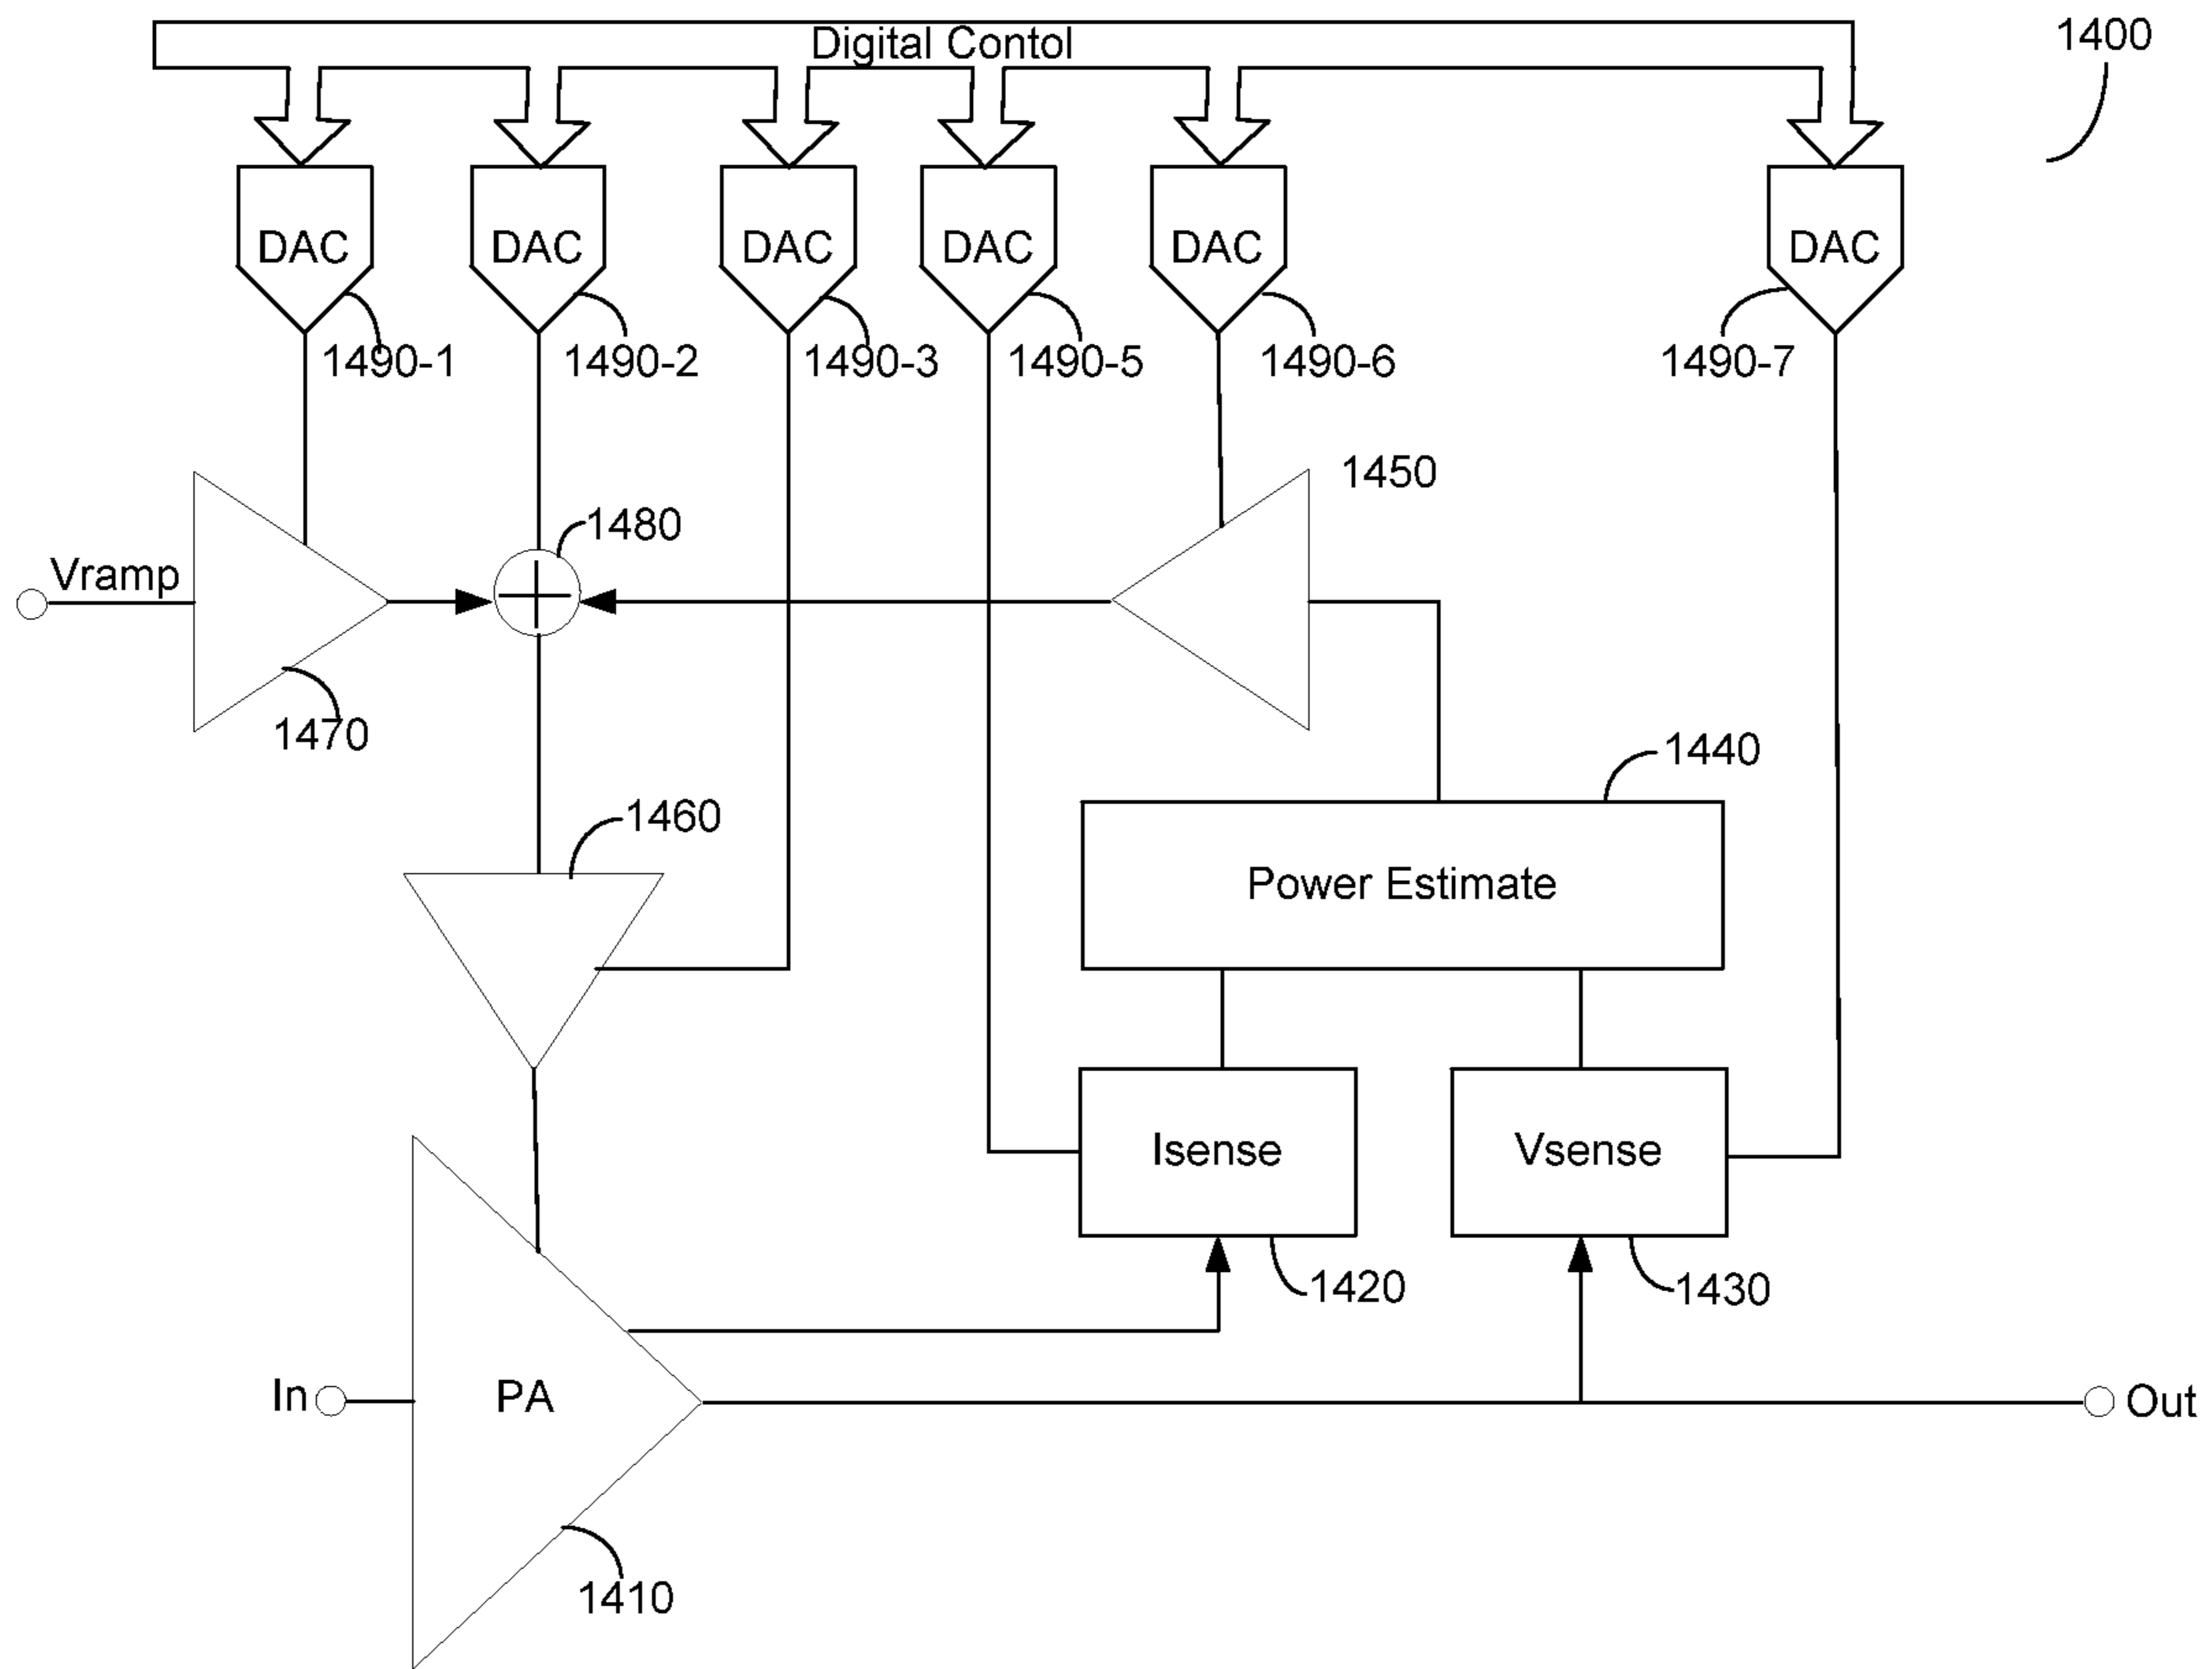 Digital Contol
1400
DAC
DAC
DAC
DAC
DAC
DAC
1490-1
1490-2
1490-3
1490-5
1490-6
1490-7
1450
1480
Vramp
1470
1440
1460
Power Estimate
Isense
Vsense
1420
1430
In
PA
Out
1410